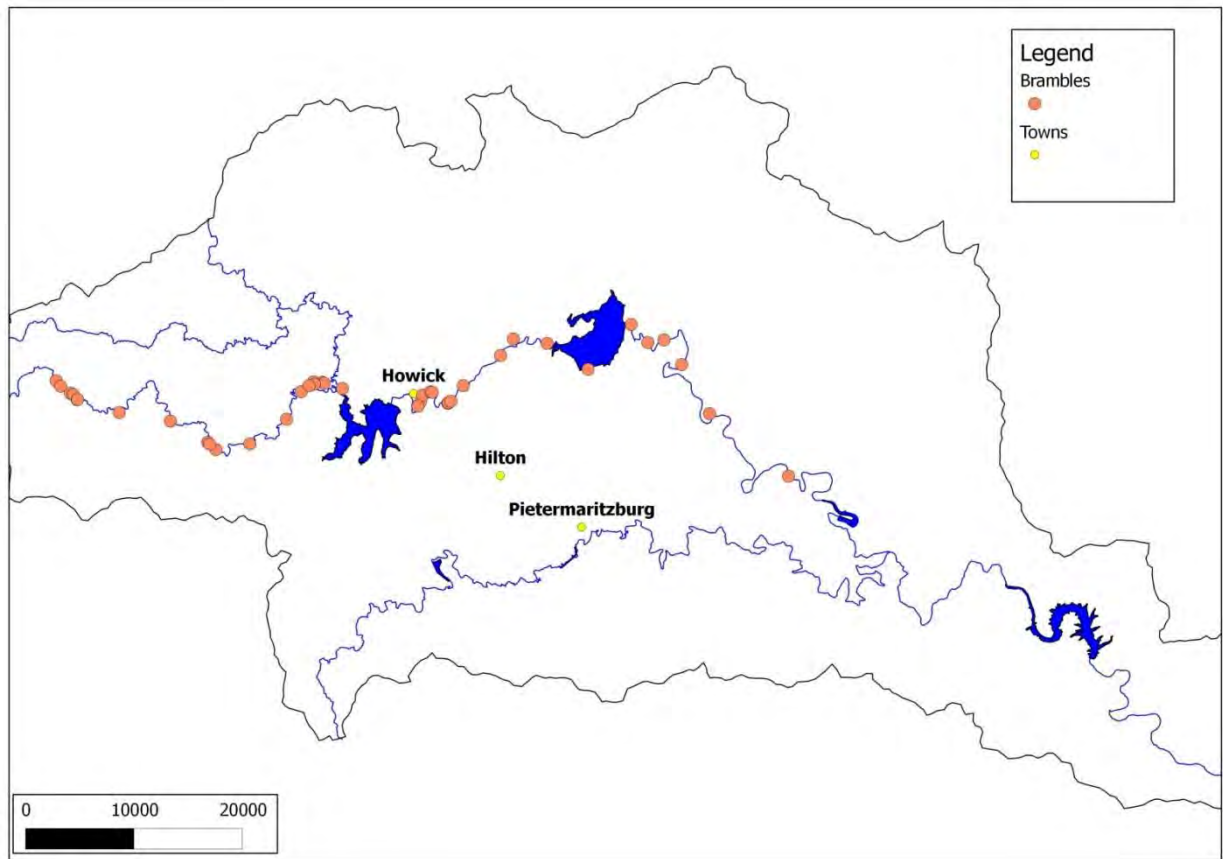 Legend
Brambles
Towns
Howick
Hilton
Pietermaritzburg
0 10000 20000